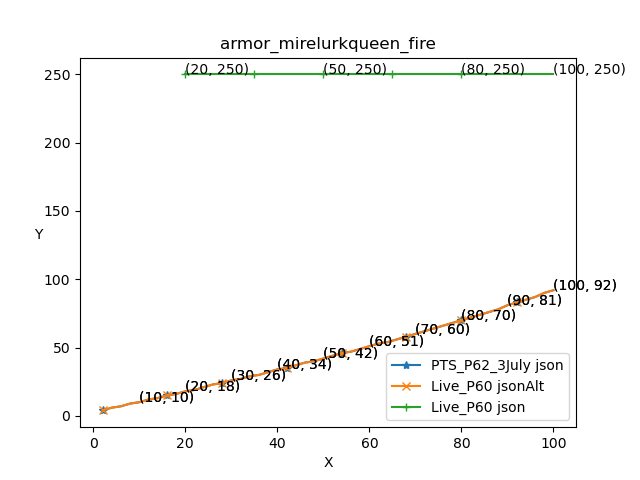 armor_mirelurkqueen_fire
250
(20, 250) (50, 250) (80, 250) (100, 250)
200
150
Y
100
(100, 92)
(90, 81)
(80, 70)
(70, 60)
(60, 51)
50
(50, 42)
(40, 34)
(30, 26)
(20, 18)
(10, 10)
0
PTS_P62_3July json
Live_P60 jsonAlt
Live_P60 json
0 20 40 60 80 100
X